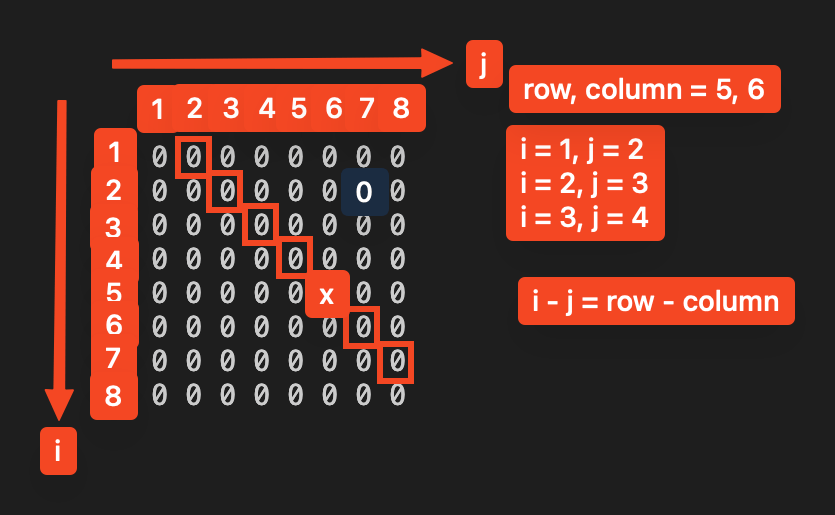 j
row, column = 5, 6
1 2 3 4 5 6 7 8
i = 1, j = 2
i = 2, j = 3
i = 3, j = 4
1 0 0 0 0 0 0 0 0
2 0 0 0 0 0 0 0 0
3 0 0 0 0 0 0 0 0
4 0 0 0 0 0 0 0 0
5 0 0 0 0 0 x 0 0
6 0 0 0 0 0 0 0 0
7 0 0 0 0 0 0 0 0
8 0 0 0 0 0 0 0 0
i - j = row - column
i